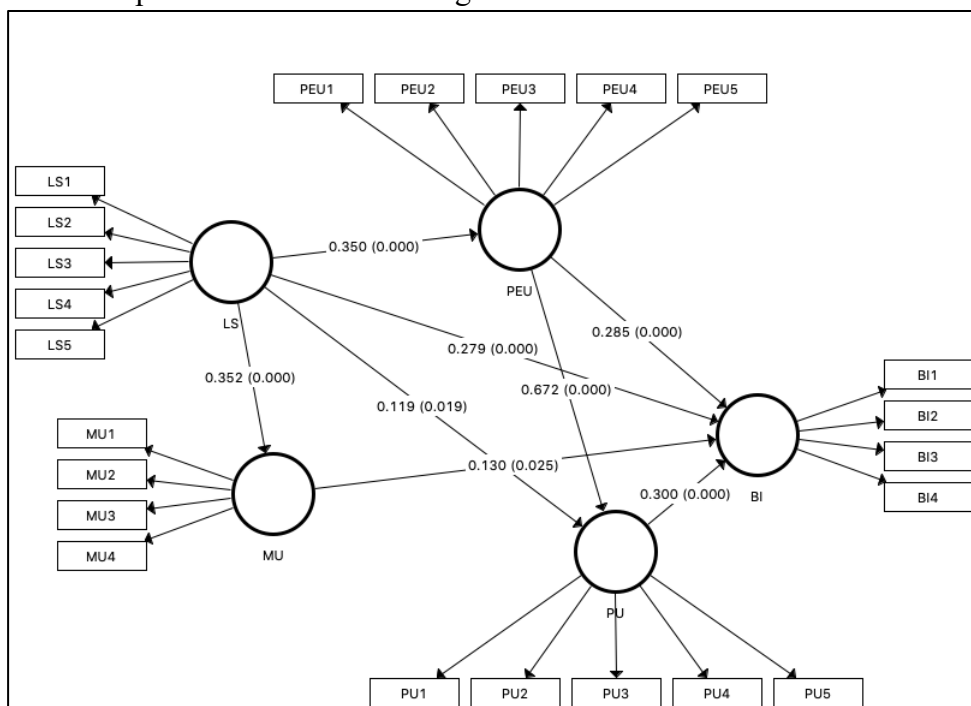 PEU1 PEU2 PEU3 PEU4 PEU5
LS1
LS2
LS3
LS4
LS5
LS
PEU
0.350 (0.000)
0.285 (0.000)
0.279 (0.000)
0.352 (0.000)
0.672 (0.000)
0.119 (0.019)
BI1
BI2
BI3
BI4
BI
MU1
MU2
MU3
MU4
MU
0.130 (0.025)
0.300 (0.000)
PU
PU1 PU2 PU3 PU4 PU5